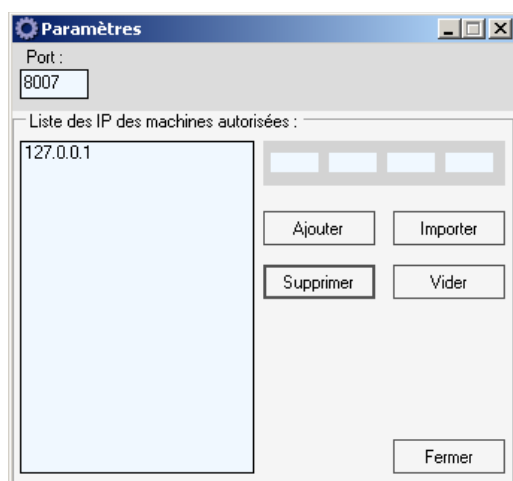 Paramètres
Port :
8007
Liste des IP des machines autorisées :
127.0.0.1
Ajouter
Importer
Supprimer
Vider
Fermer